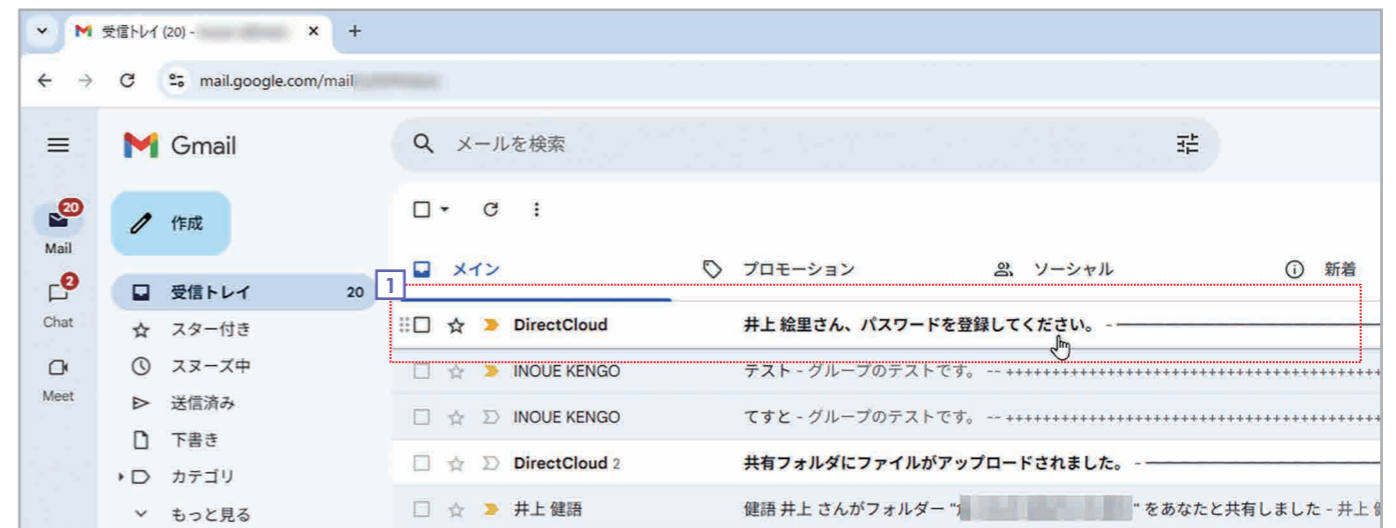 受信トレイ (20) -
mail.google.com/mail
Gmail
メールを検索
20
Mail
作成
メイン
プロモーション
ソーシャル
新着
1
2
Chat
受信トレイ 20
DirectCloud 井上 絵里さん、パスワードを登録してください。 -
スター付き
スヌーズ中
INOUE KENGO テスト - グループのテストです。 -- ++++++++++++++++++++++++++++++++++++++++
Meet
送信済み
INOUE KENGO てすと - グループのテストです。 -- ++++++++++++++++++++++++++++++++++++++++
下書き
DirectCloud 2 共有フォルダにファイルがアップロードされました。 -
カテゴリ
井上 健語 健語 井上 さんがフォルダー " " をあなたと共有しました - 井上
もっと見る